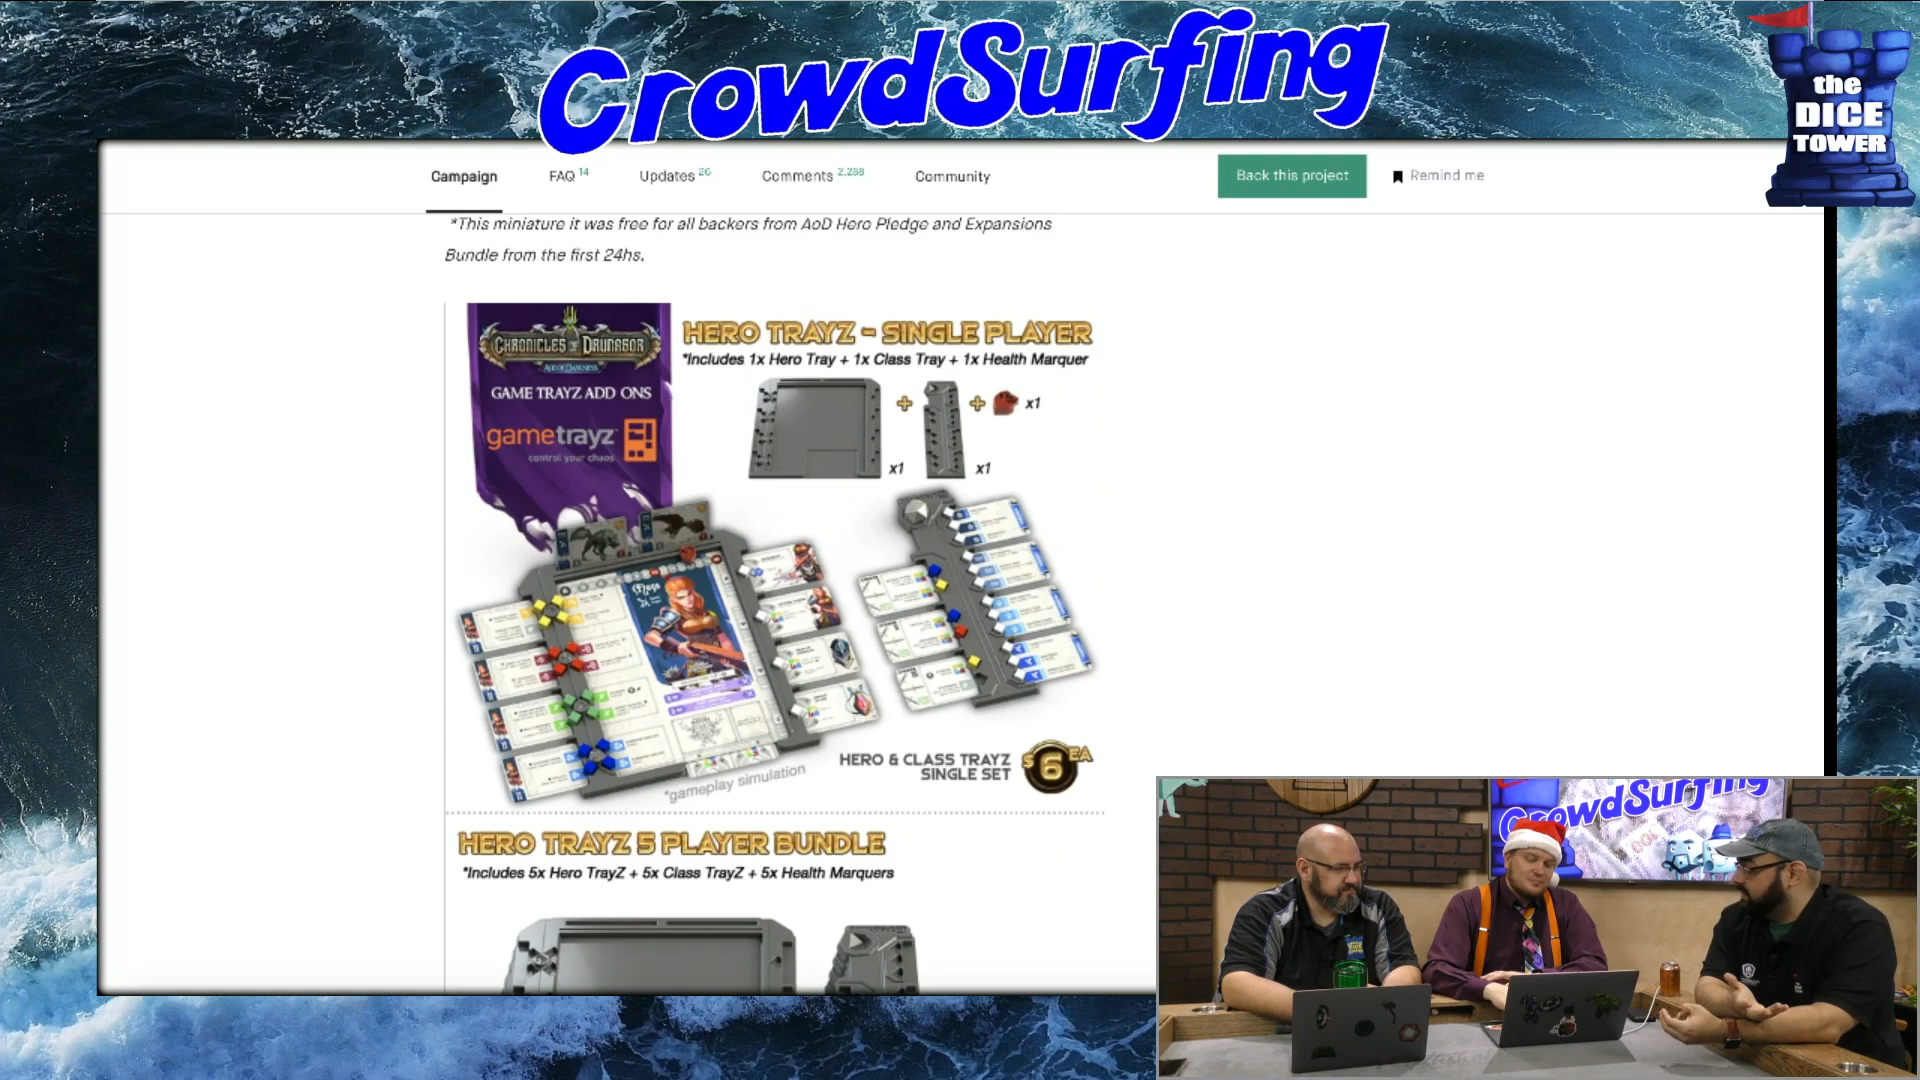 CrowdSurfing
the
DICE
TOWER
Campaign
FAQ 14
Updates 26
Comments 2,288
Community
Back this project
Remind me
*This miniature it was free for all backers from AoD Hero Pledge and Expansions
Bundle from the first 24hs.
CHRONICLES OF DRUNAGOR
AGE OF DARKNESS
GAME TRAYZ ADD ONS
gametrayz
control your chaos
HERO TRAYZ - SINGLE PLAYER
*Includes 1x Hero Tray + 1x Class Tray + 1x Health Marquer
+
+
x1
x1
x1
*gameplay simulation
HERO & CLASS TRAYZ
SINGLE SET
$6 EA
HERO TRAYZ 5 PLAYER BUNDLE
*Includes 5x Hero TrayZ + 5x Class TrayZ + 5x Health Marquers
CrowdSurfing